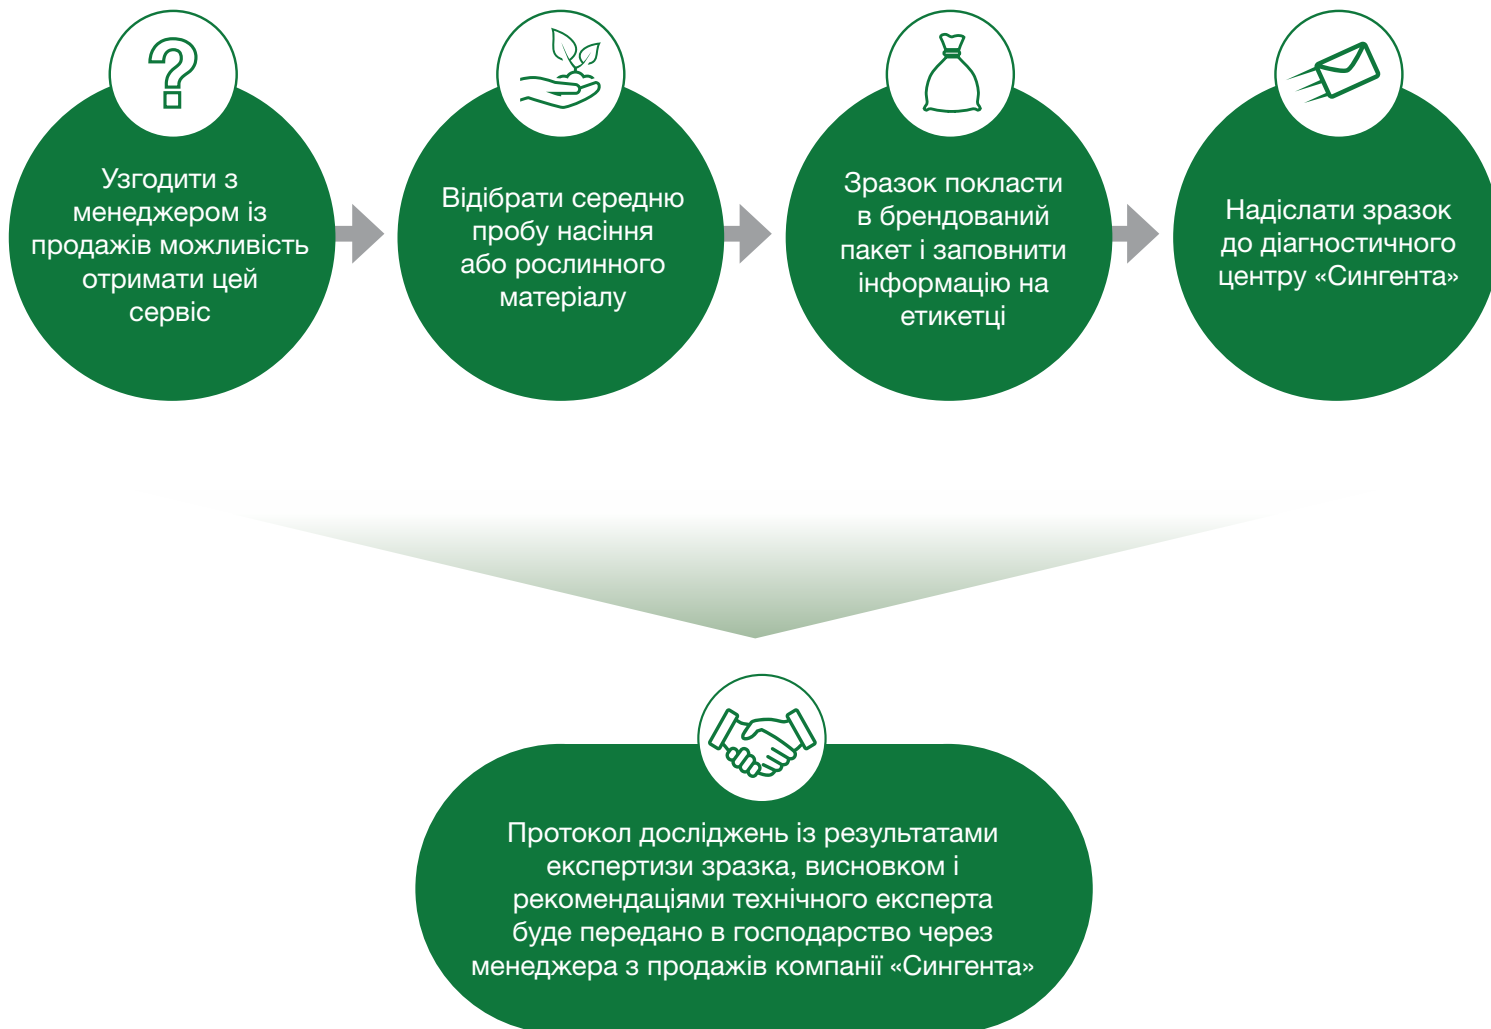 Узгодити з
менеджером із
продажів можливість
отримати цей
сервіс
Відібрати середню
пробу насіння
або рослинного
матеріалу
Зразок покласти
в брендований
пакет і заповнити
інформацію на
етикетці
Надіслати зразок
до діагностичного
центру «Сингента»
Протокол досліджень із результатами
експертизи зразка, висновком і
рекомендаціями технічного експерта
буде передано в господарство через
менеджера з продажів компанії «Сингента»